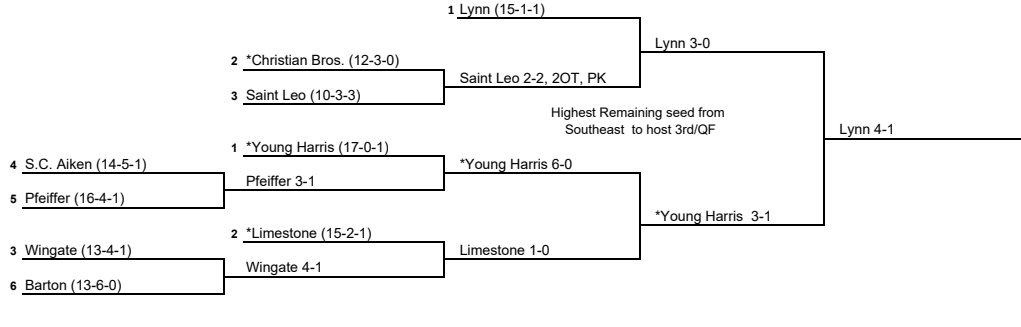 1 Lynn (15-1-1)
Lynn 3-0
2 *Christian Bros. (12-3-0)
Saint Leo 2-2, 2OT, PK
3 Saint Leo (10-3-3)
Highest Remaining seed from
Southeast to host 3rd/QF
Lynn 4-1
1 *Young Harris (17-0-1)
4 S.C. Aiken (14-5-1)
*Young Harris 6-0
Pfeiffer 3-1
5 Pfeiffer (16-4-1)
*Young Harris 3-1
2 *Limestone (15-2-1)
3 Wingate (13-4-1)
Limestone 1-0
Wingate 4-1
6 Barton (13-6-0)